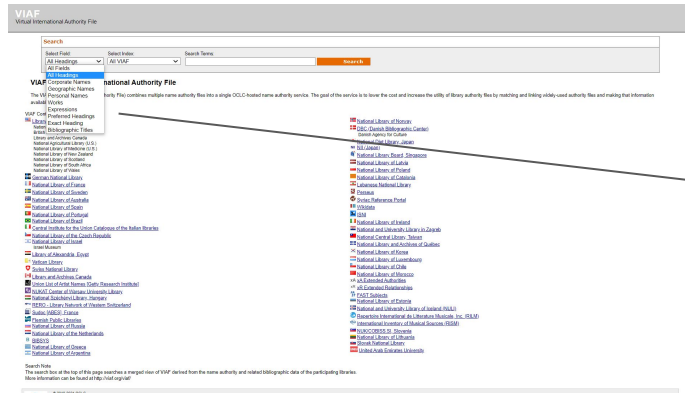 VIAF
Virtual International Authority File
Search
Select Field: Select Index: Search Terms:
All Headings All VIAF Search
All Fields
All Headings
Corporate Names
Geographic Names
Personal Names
Works
Expressions
Preferred Headings
Exact Heading
Bibliographic Titles
VIAF national Authority File
The VI hority File) combines multiple name authority files into a single OCLC-hosted name authority service. The goal of the service is to lower the cost and increase the utility of library authority files by matching and linking widely-used authority files and making that information
availabl
VIAF Con
Librar
Nation
British
Library and Archives Canada
National Agricultural Library (U.S.)
National Library of Medicine (U.S.)
National Library of New Zealand
National Library of Scotland
National Library of South Africa
National Library of Wales
German National Library
National Library of France
National Library of Sweden
National Library of Australia
National Library of Spain
National Library of Portugal
National Library of Brazil
Central Institute for the Union Catalogue of the Italian libraries
National Library of the Czech Republic
National Library of Israel
Israel Museum
Library of Alexandria, Egypt
Vatican Library
Swiss National Library
Library and Archives Canada
Union List of Artist Names [Getty Research Institute]
NUKAT Center of Warsaw University Library
National Széchényi Library, Hungary
RERO - Library Network of Western Switzerland
Sudoc [ABES], France
Flemish Public Libraries
National Library of Russia
National Library of the Netherlands
BIBSYS
National Library of Greece
National Library of Argentina
National Library of Norway
DBC (Danish Bibliographic Center)
Danish Agency for Culture
National Diet Library, Japan
NII (Japan)
National Library Board, Singapore
National Library of Latvia
National Library of Poland
National Library of Catalonia
Lebanese National Library
Perseus
Syriac Reference Portal
Wikidata
ISNI
National Library of Ireland
National and University Library in Zagreb
National Central Library, Taiwan
National Library and Archives of Quèbec
National Library of Korea
National Library of Luxembourg
National Library of Chile
National Library of Morocco
xA Extended Authorities
xR Extended Relationships
FAST Subjects
National Library of Estonia
National and University Library of Iceland (NULI)
Repertoire International de Litterature Musicale, Inc. (RILM)
International Inventory of Musical Sources (RISM)
NUK/COBISS.SI, Slovenia
National Library of Lithuania
Slovak National Library
United Arab Emirates University
Search Note
The search box at the top of this page searches a merged view of VIAF derived from the name authority and related bibliographic data of the participating libraries.
More information can be found at http://viaf.org/viaf/